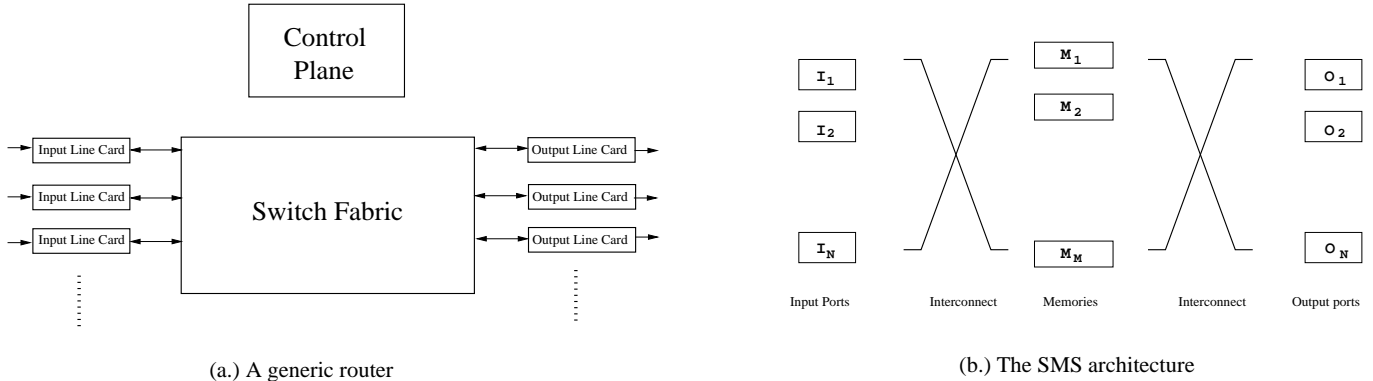 Control
Plane
Input Line Card
Input Line Card
Input Line Card
Switch Fabric
Output Line Card
Output Line Card
Output Line Card
(a.) A generic router
I1
I2
IN
M1
M2
MM
O1
O2
ON
Input Ports
Interconnect
Memories
Interconnect
Output ports
(b.) The SMS architecture